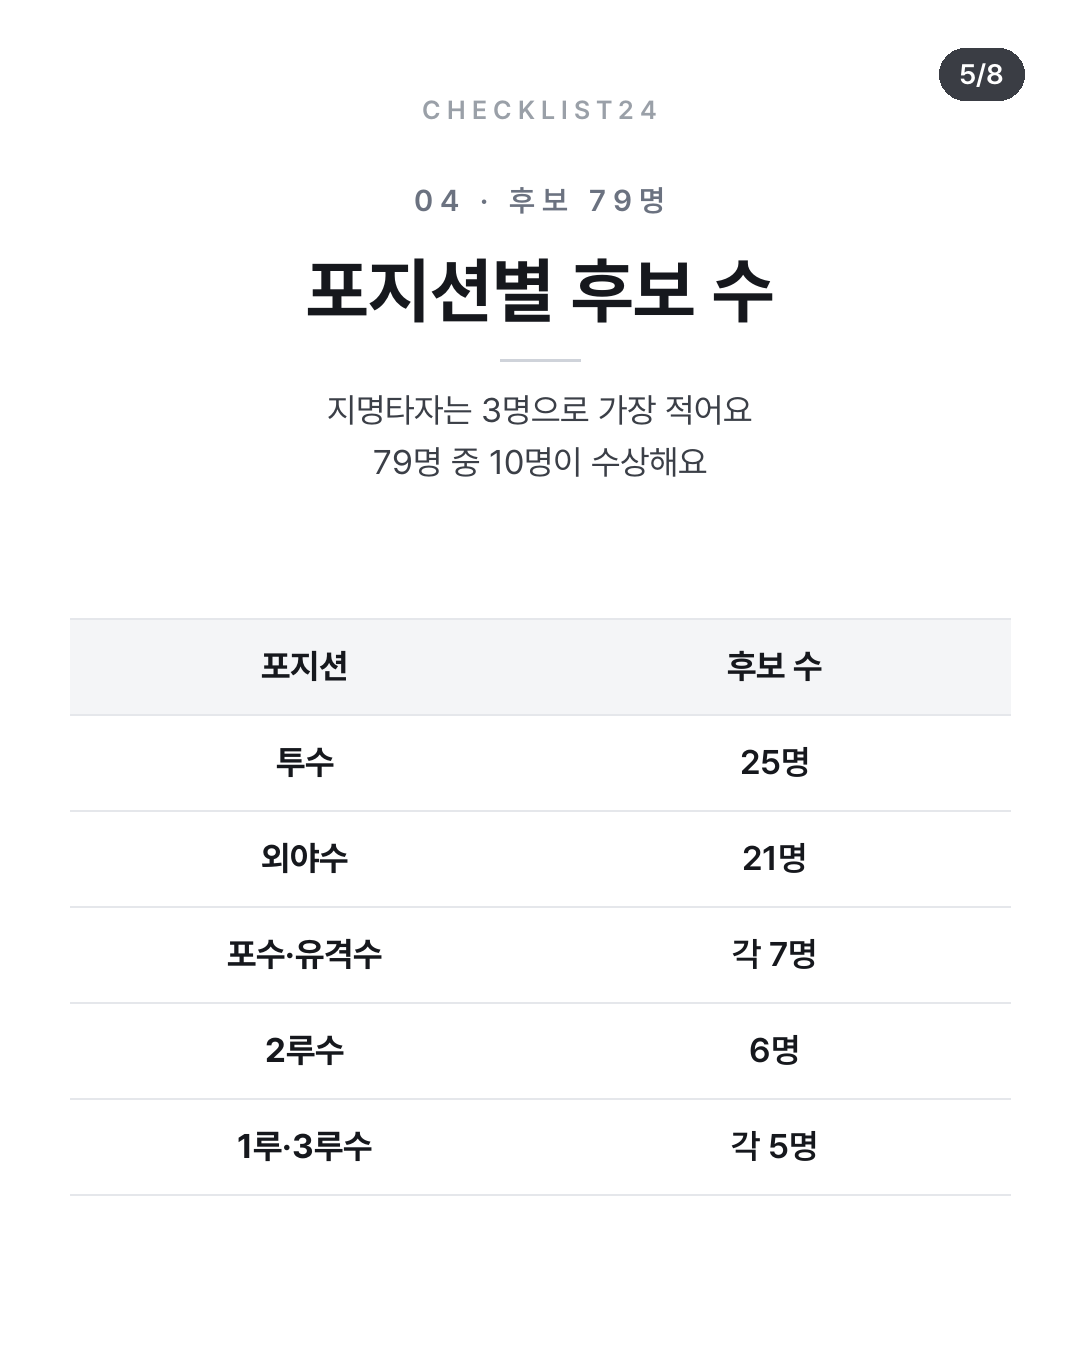 5/8
CHECKLIST24
04 · 후보 79명
포지션별 후보 수
지명타자는 3명으로 가장 적어요
79명 중 10명이 수상해요
포지션 후보 수
투수 25명
외야수 21명
포수·유격수 각 7명
2루수 6명
1루·3루수 각 5명